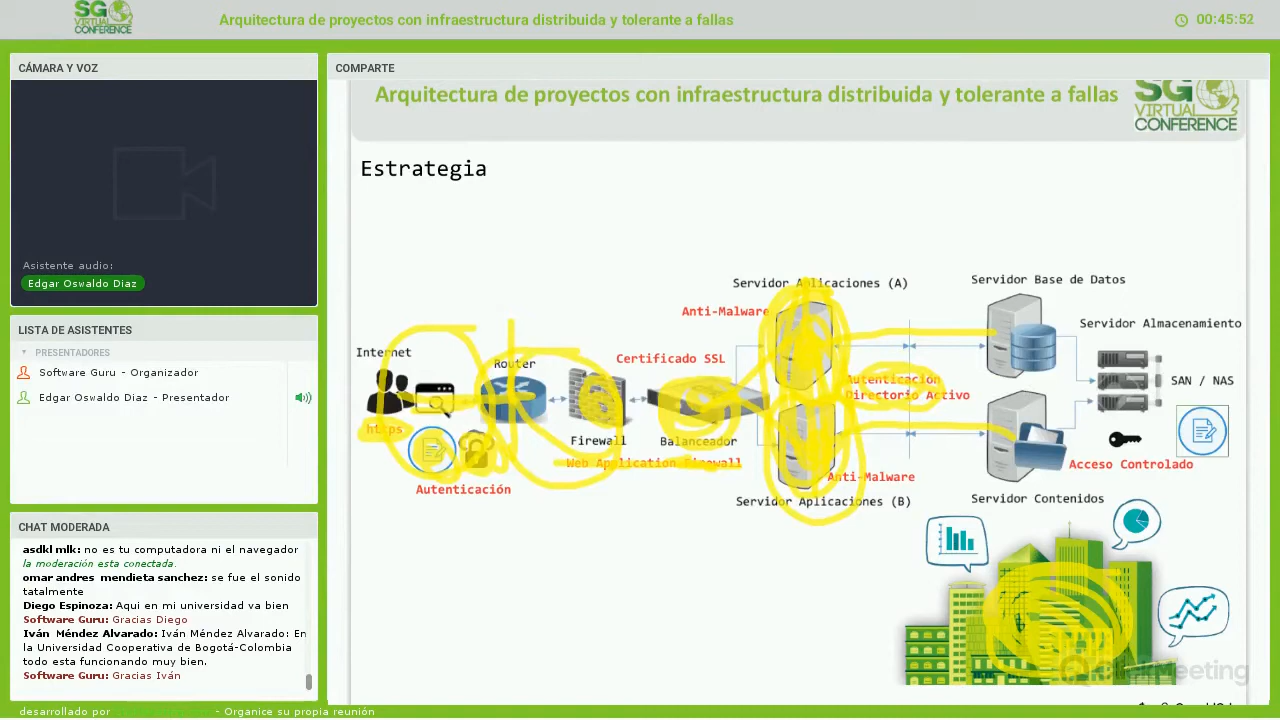 SG VIRTUAL CONFERENCE
Arquitectura de proyectos con infraestructura distribuida y tolerante a fallas
00:45:52
CÁMARA Y VOZ
Asistente audio:
Edgar Oswaldo Diaz
LISTA DE ASISTENTES
PRESENTADORES
Software Guru - Organizador
Edgar Oswaldo Diaz - Presentador
CHAT MODERADA
asdkl mlk: no es tu computadora ni el navegador
la moderación esta conectada.
omar andres mendieta sanchez: se fue el sonido
tatalmente
Diego Espinoza: Aqui en mi universidad va bien
Software Guru: Gracias Diego
Iván Méndez Alvarado: Iván Méndez Alvarado: En
la Universidad Cooperativa de Bogotá-Colombia
todo esta funcionando muy bien.
Software Guru: Gracias Iván
desarrollado por
- Organice su propia reunión
COMPARTE
Arquitectura de proyectos con infraestructura distribuida y tolerante a fallas
SG
VIRTUAL
CONFERENCE
Estrategia
Servidor Aplicaciones (A)
Servidor Base de Datos
Anti-Malware
Servidor Almacenamiento
Internet
Router
Certificado SSL
Autenticación
Directorio Activo
SAN / NAS
https
Firewall
Balanceador
Web Application Firewall
Acceso Controlado
Anti-Malware
Autenticación
Servidor Aplicaciones (B)
Servidor Contenidos
ClickMeeting